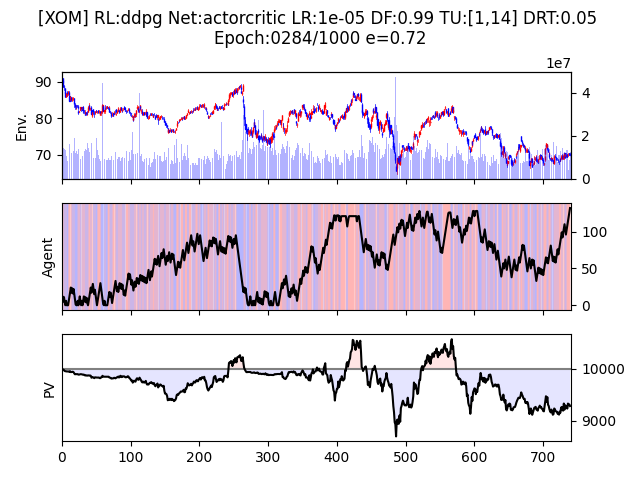 [XOM] RL:ddpg Net:actorcritic LR:1e-05 DF:0.99 TU:[1,14] DRT:0.05
Epoch:0284/1000 e=0.72
1e7
90
80
70
Env.
4
2
0
Agent
100
50
0
PV
10000
9000
0 100 200 300 400 500 600 700